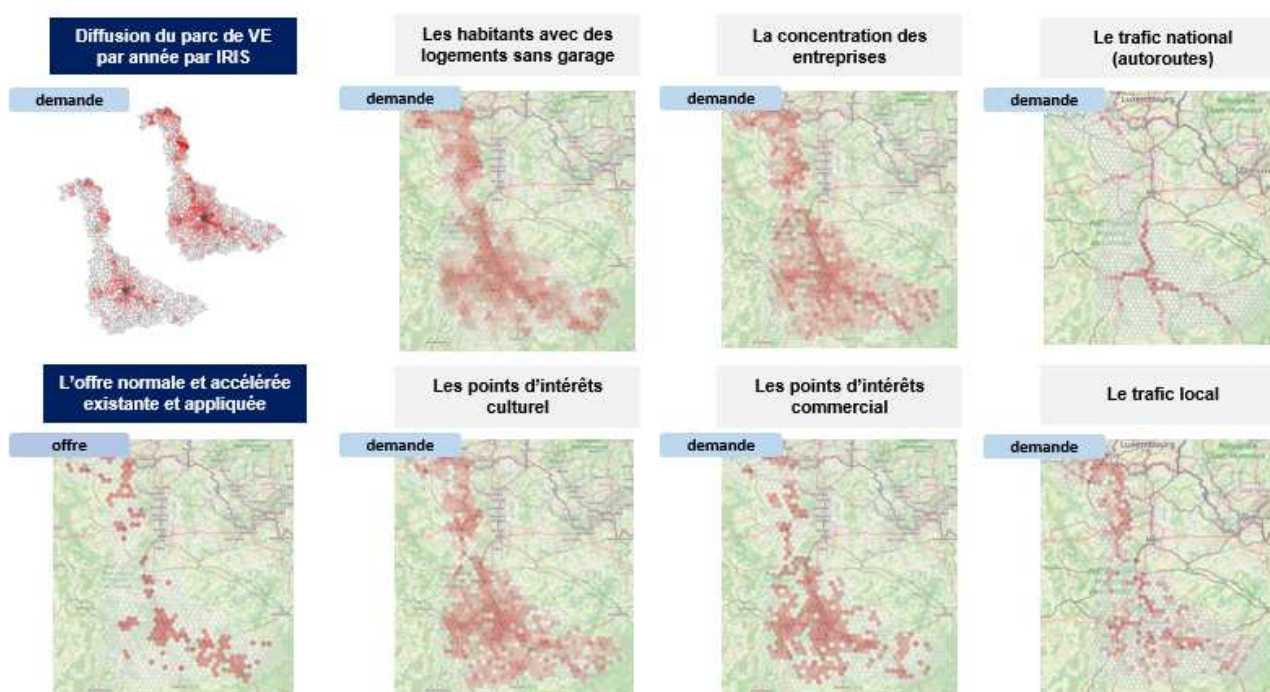 Diffusion du parc de VE
par année par IRIS
Les habitants avec des
logements sans garage
La concentration des
entreprises
Le trafic national
(autoroutes)
demande
demande
demande
demande
Luxembourg
L'offre normale et accélérée
existante et appliquée
Les points d'intérêts
culturel
Les points d'intérêts
commercial
Le trafic local
offre
demande
demande
demande
Luxembourg